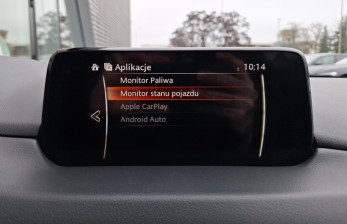 Aplikacje 10:14
Monitor Paliwa
Monitor stanu pojazdu
Apple CarPlay
Android Auto